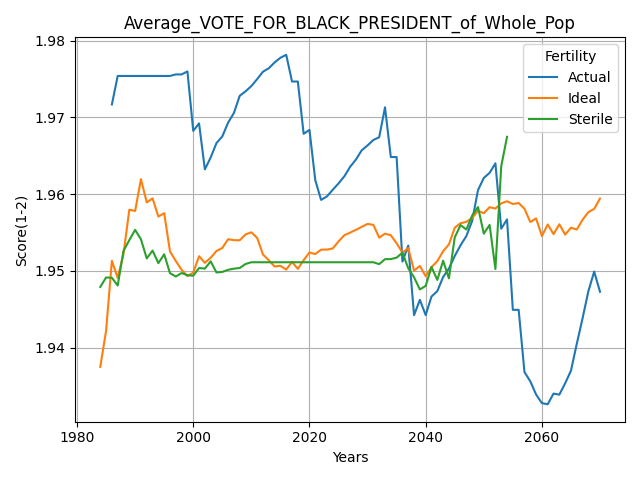 Average_VOTE_FOR_BLACK_PRESIDENT_of_Whole_Pop
Score(1-2)
1.98
1.97
1.96
1.95
1.94
Fertility
Actual
Ideal
Sterile
1980 2000 2020 2040 2060
Years